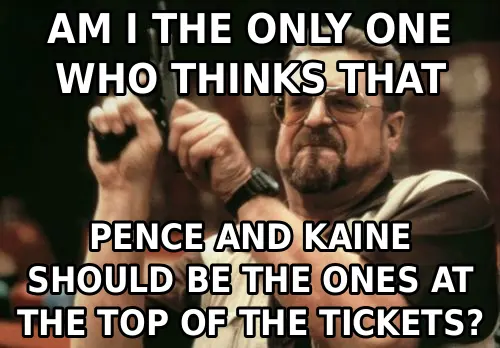 AM I THE ONLY ONE
WHO THINKS THAT
PENCE AND KAINE
SHOULD BE THE ONES AT
THE TOP OF THE TICKETS?